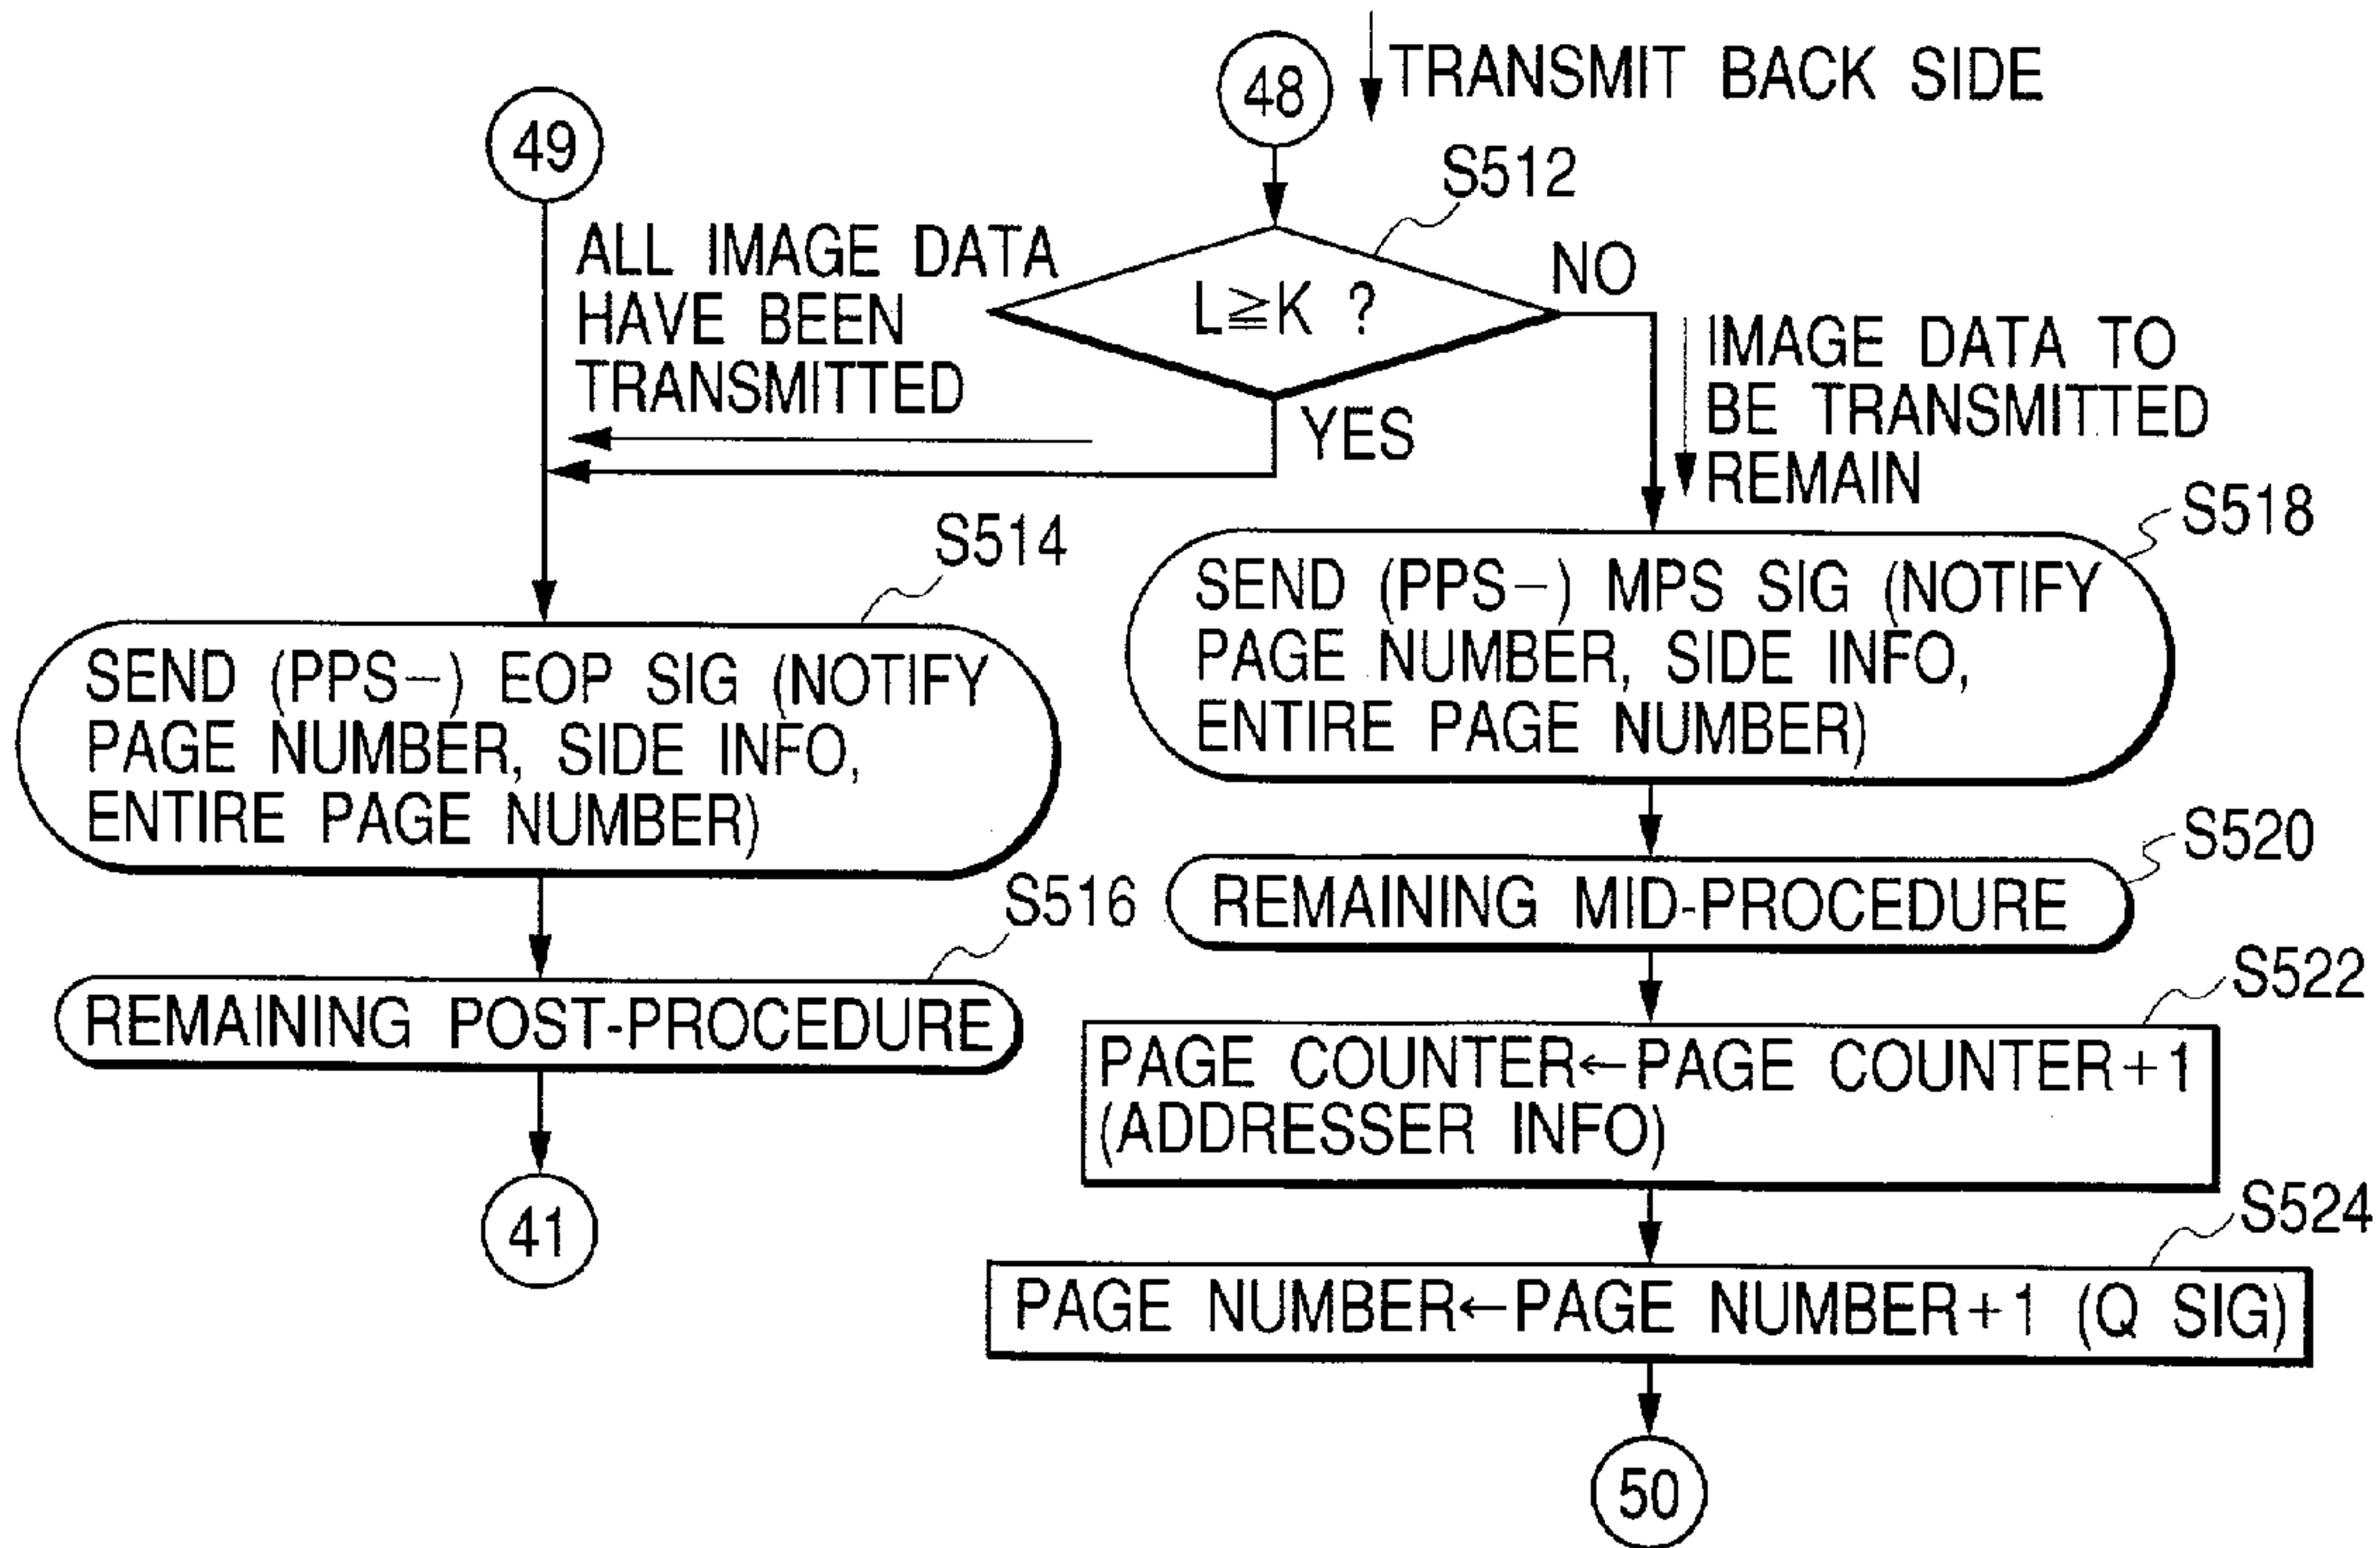 48
TRANSMIT BACK SIDE
49
S512
ALL IMAGE DATA
HAVE BEEN
TRANSMITTED
L≧K ?
NO
YES
IMAGE DATA TO
BE TRANSMITTED
REMAIN
S514
SEND (PPS−) EOP SIG (NOTIFY
PAGE NUMBER, SIDE INFO,
ENTIRE PAGE NUMBER)
S516
REMAINING POST-PROCEDURE
41
S518
SEND (PPS−) MPS SIG (NOTIFY
PAGE NUMBER, SIDE INFO,
ENTIRE PAGE NUMBER)
S520
REMAINING MID-PROCEDURE
S522
PAGE COUNTER←PAGE COUNTER+1
(ADDRESSER INFO)
S524
PAGE NUMBER←PAGE NUMBER+1 (Q SIG)
50